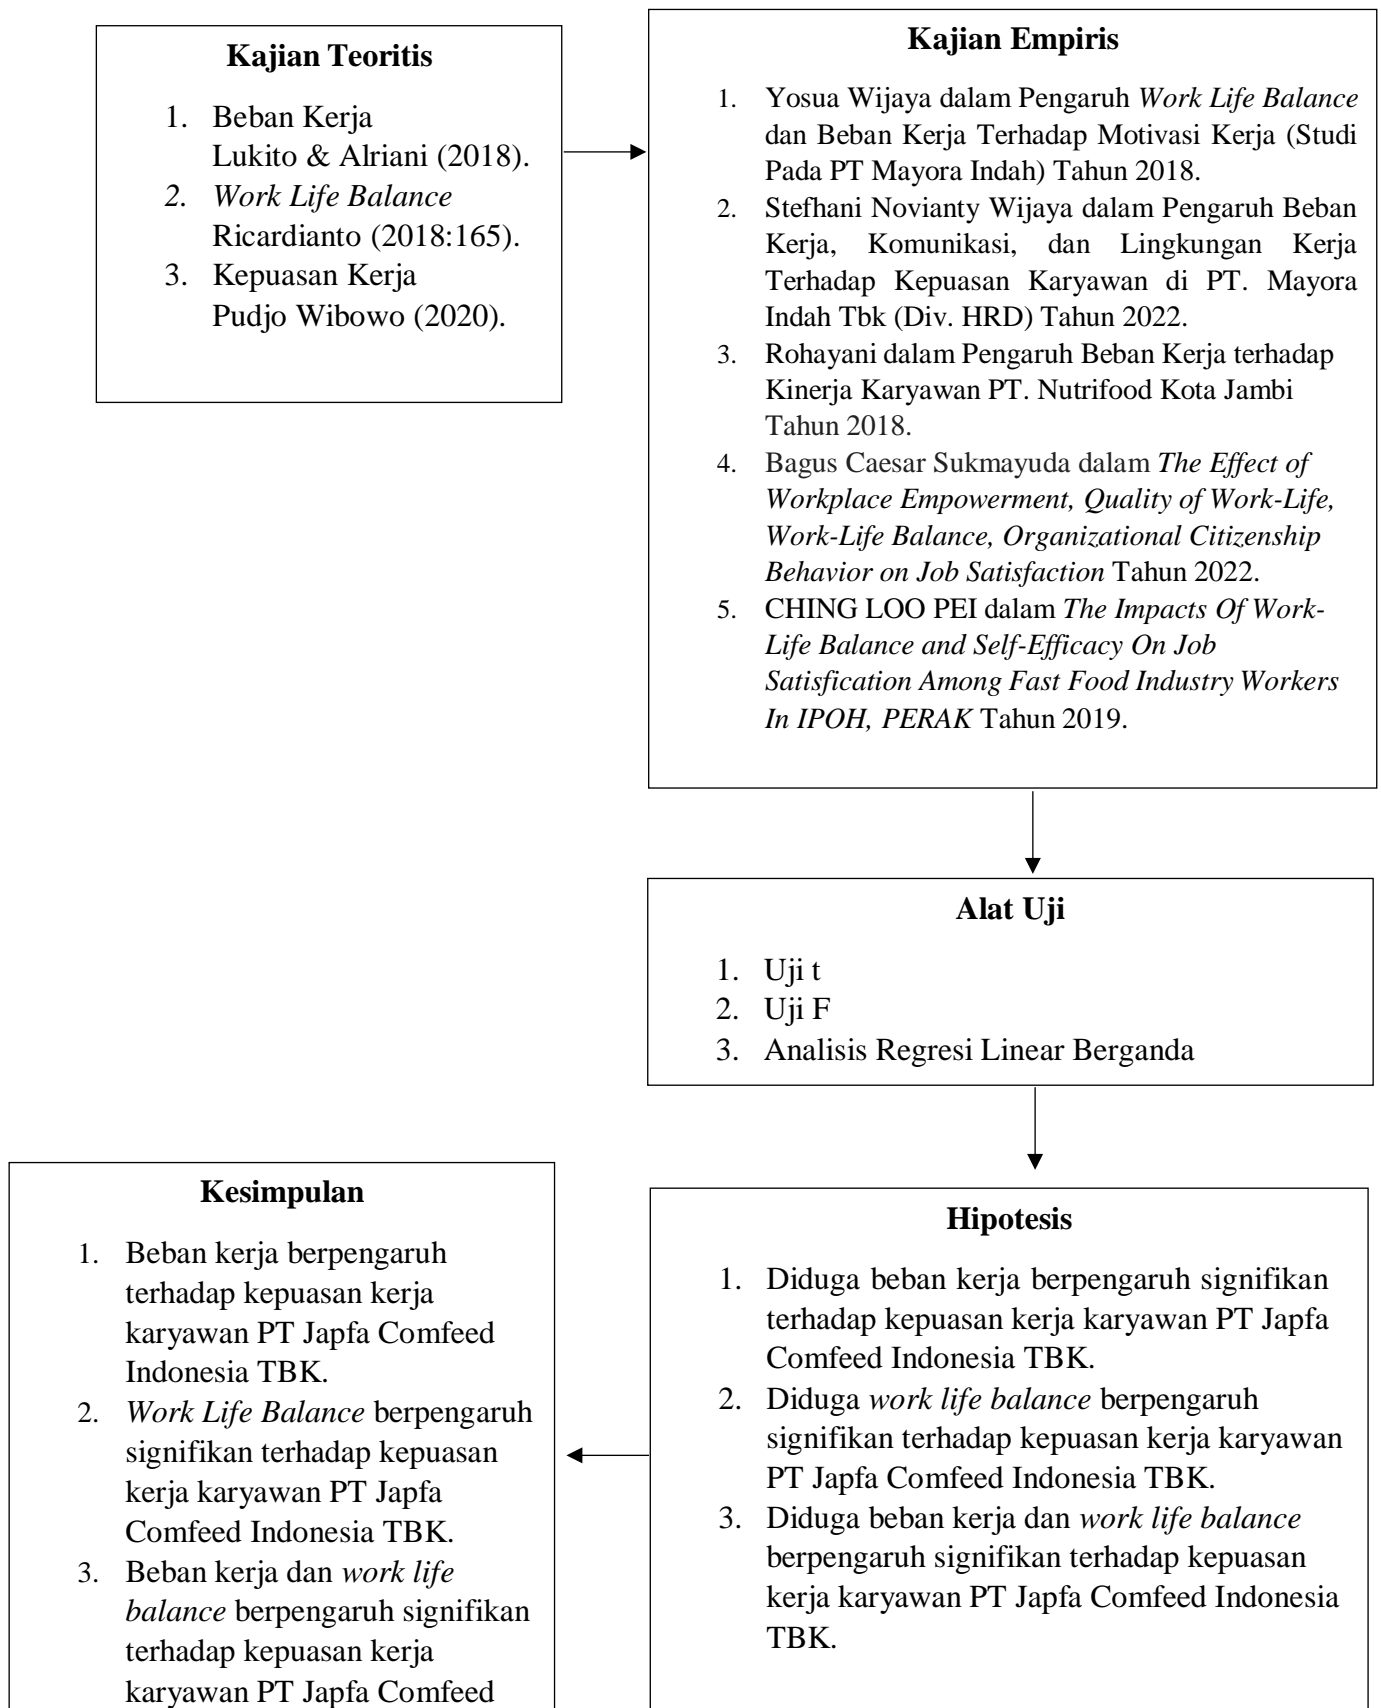 Kajian Teoritis
1. Beban Kerja
Lukito & Alriani (2018).
2. Work Life Balance
Ricardianto (2018:165).
3. Kepuasan Kerja
Pudjo Wibowo (2020).
Kajian Empiris
1. Yosua Wijaya dalam Pengaruh Work Life Balance
dan Beban Kerja Terhadap Motivasi Kerja (Studi
Pada PT Mayora Indah) Tahun 2018.
2. Stefhani Novianty Wijaya dalam Pengaruh Beban
Kerja, Komunikasi, dan Lingkungan Kerja
Terhadap Kepuasan Karyawan di PT. Mayora
Indah Tbk (Div. HRD) Tahun 2022.
3. Rohayani dalam Pengaruh Beban Kerja terhadap
Kinerja Karyawan PT. Nutrifood Kota Jambi
Tahun 2018.
4. Bagus Caesar Sukmayuda dalam The Effect of
Workplace Empowerment, Quality of Work-Life,
Work-Life Balance, Organizational Citizenship
Behavior on Job Satisfaction Tahun 2022.
5. CHING LOO PEI dalam The Impacts Of Work-
Life Balance and Self-Efficacy On Job
Satisfication Among Fast Food Industry Workers
In IPOH, PERAK Tahun 2019.
Alat Uji
1. Uji t
2. Uji F
3. Analisis Regresi Linear Berganda
Hipotesis
1. Diduga beban kerja berpengaruh signifikan
terhadap kepuasan kerja karyawan PT Japfa
Comfeed Indonesia TBK.
2. Diduga work life balance berpengaruh
signifikan terhadap kepuasan kerja karyawan
PT Japfa Comfeed Indonesia TBK.
3. Diduga beban kerja dan work life balance
berpengaruh signifikan terhadap kepuasan
kerja karyawan PT Japfa Comfeed Indonesia
TBK.
Kesimpulan
1. Beban kerja berpengaruh
terhadap kepuasan kerja
karyawan PT Japfa Comfeed
Indonesia TBK.
2. Work Life Balance berpengaruh
signifikan terhadap kepuasan
kerja karyawan PT Japfa
Comfeed Indonesia TBK.
3. Beban kerja dan work life
balance berpengaruh signifikan
terhadap kepuasan kerja
karyawan PT Japfa Comfeed